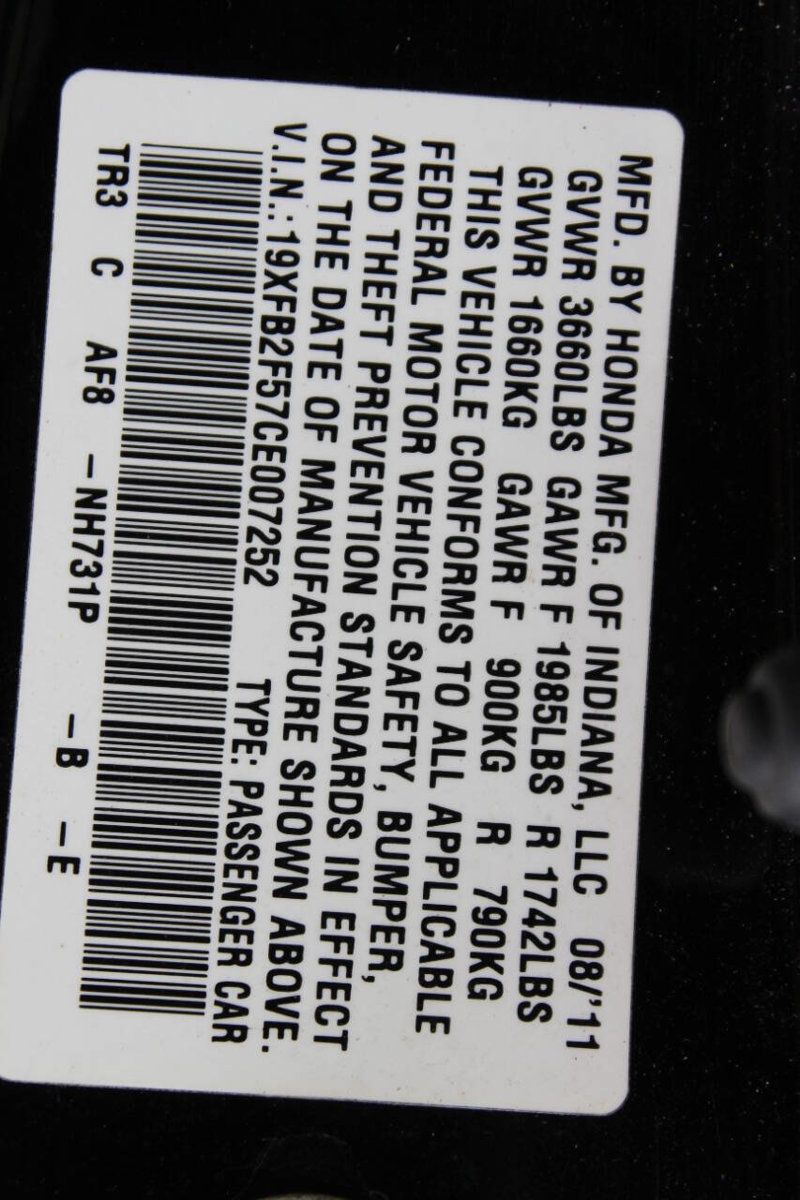 MFD. BY HONDA MFG. OF INDIANA, LLC 08/'11
GVWR 3660LBS GAWR F 1985LBS R 1742LBS
GVWR 1660KG GAWR F 900KG R 790KG
THIS VEHICLE CONFORMS TO ALL APPLICABLE
FEDERAL MOTOR VEHICLE SAFETY, BUMPER,
AND THEFT PREVENTION STANDARDS IN EFFECT
ON THE DATE OF MANUFACTURE SHOWN ABOVE.
V.I.N.: 19XFB2F57CE007252 TYPE: PASSENGER CAR
TR3 C AF8 -NH731P -B -E